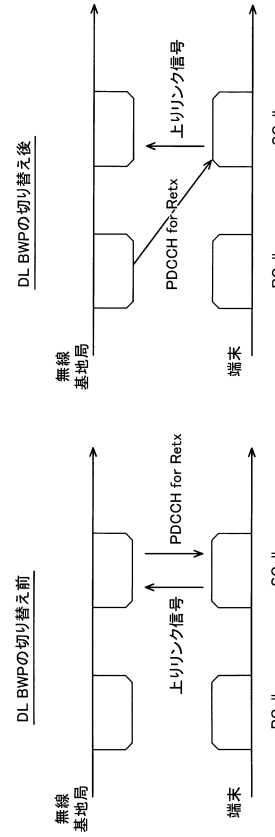 DL BWPの切り替え前
無線
基地局
上りリンク信号
PDCCH for Retx
端末
DL BWPの切り替え後
無線
基地局
PDCCH for Retx
上りリンク信号
端末